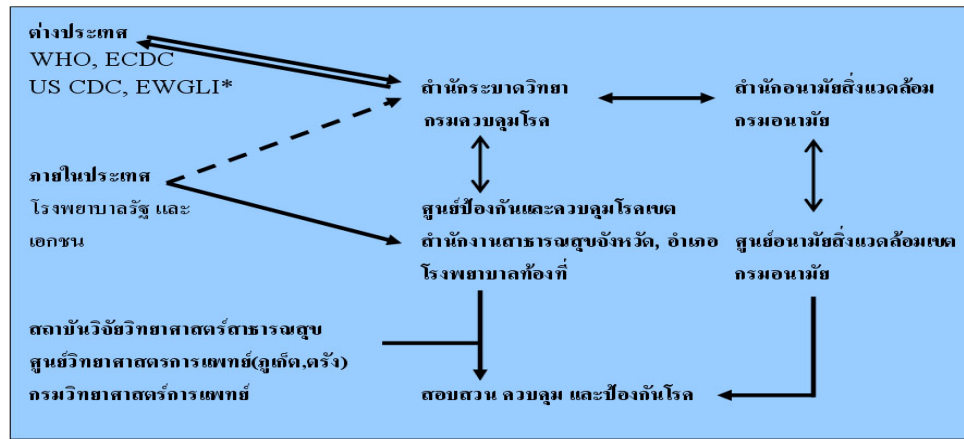 ต่างประเทศ
WHO, ECDC
US CDC, EWGLI*
สำนักระบาดวิทยา
กรมควบคุมโรค
สำนักอนามัยสิ่งแวดล้อม
กรมอนามัย
ภายในประเทศ
โรงพยาบาลรัฐ และ
เอกชน
ศูนย์ป้องกันและควบคุมโรคเขต
สำนักงานสาธารณสุขจังหวัด, อำเภอ
โรงพยาบาลท้องที่
ศูนย์อนามัยสิ่งแวดล้อมเขต
กรมอนามัย
สถาบันวิจัยวิทยาศาสตร์สาธารณสุข
ศูนย์วิทยาศาสตรการแพทย์(ภูเก็ต,ตรัง)
กรมวิทยาศาสตร์การแพทย์
สอบสวน ควบคุม และป้องกันโรค